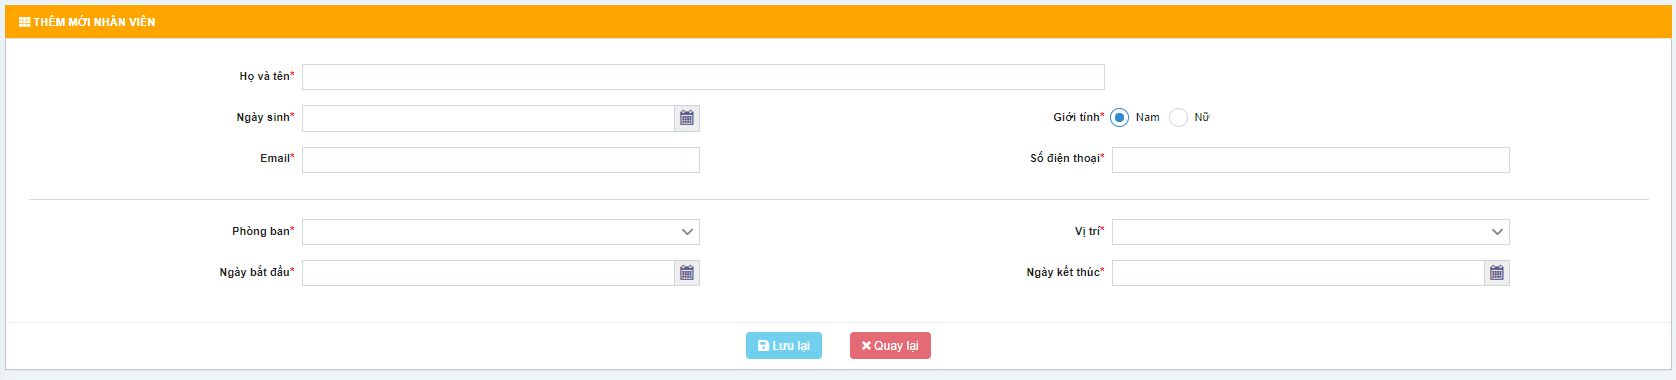 THÊM MỚI NHÂN VIÊN
Họ và tên*
Ngày sinh*
Giới tính* Nam Nữ
Email*
Số điện thoại*
Phòng ban*
Vị trí*
Ngày bắt đầu*
Ngày kết thúc*
Lưu lại
Quay lại